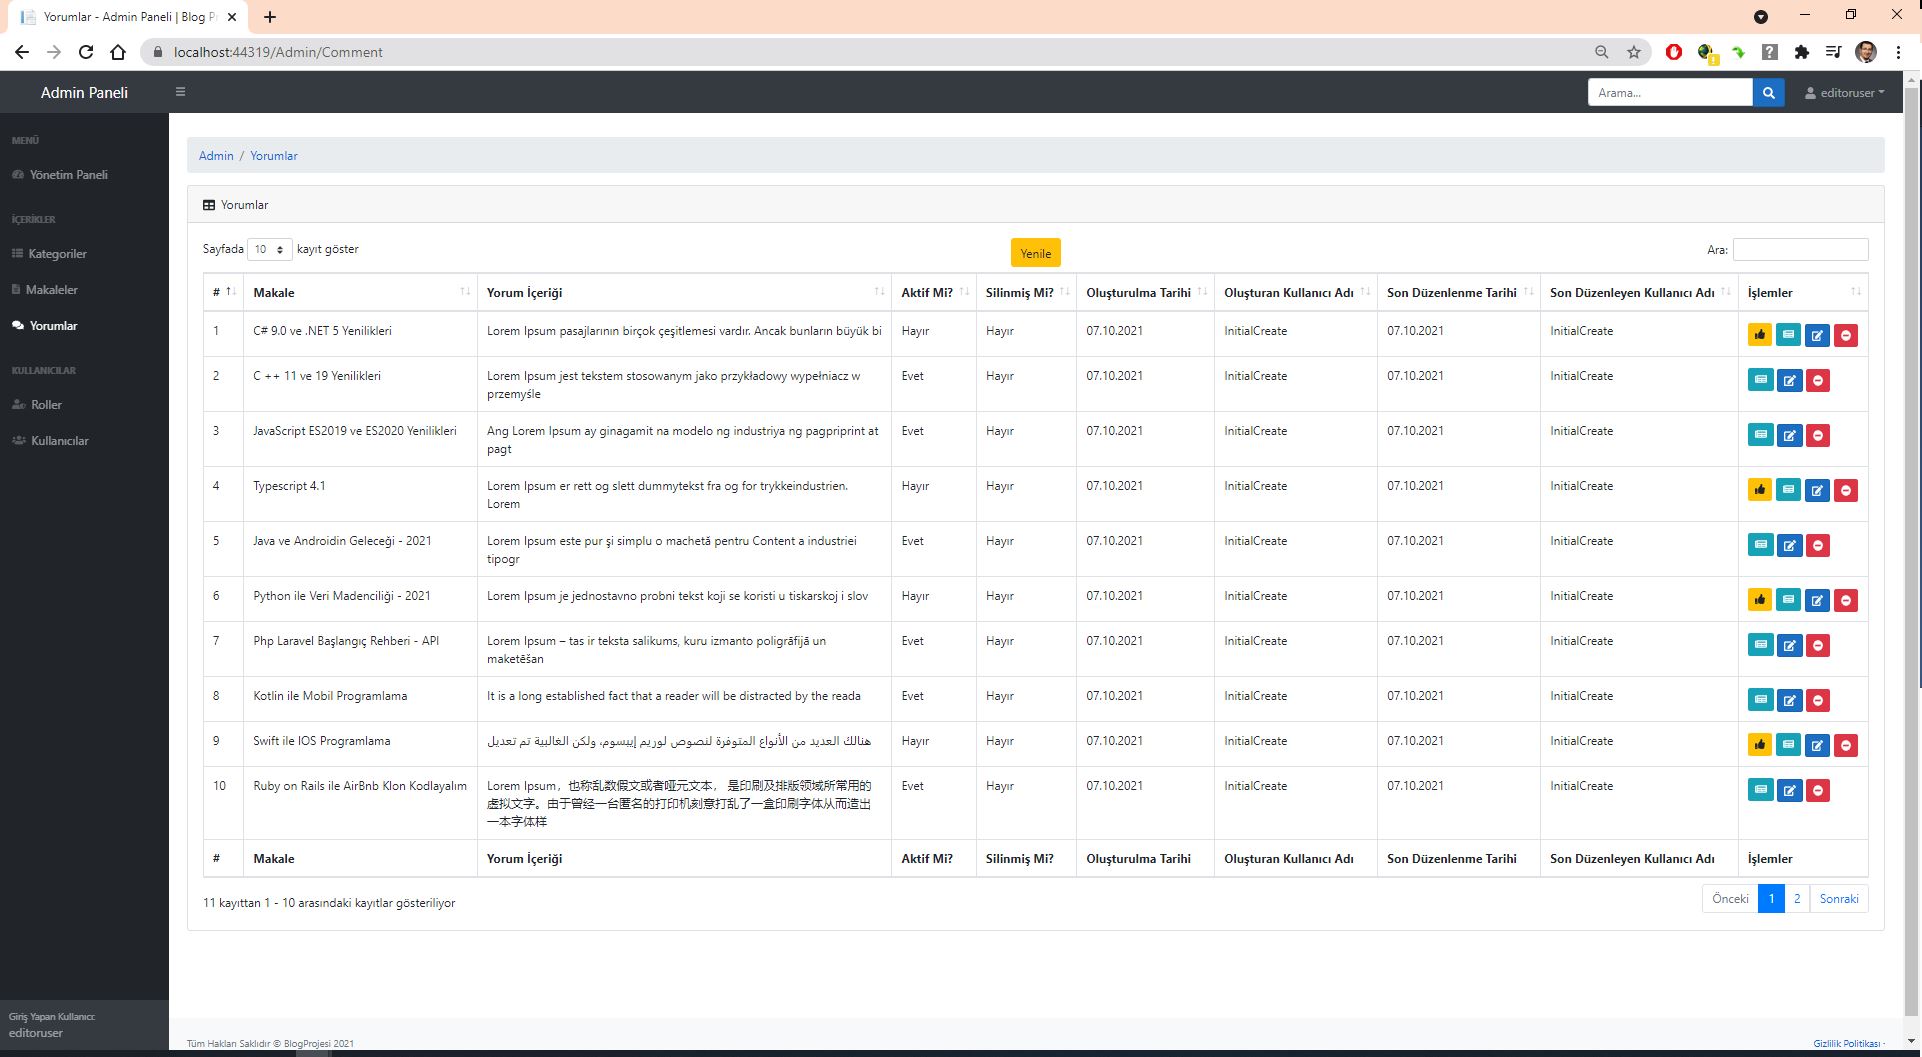 Yorumlar - Admin Paneli | Blog P
localhost:44319/Admin/Comment
Admin Paneli
Arama...
editoruser
MENÜ
Yönetim Paneli
İÇERİKLER
Kategoriler
Makaleler
Yorumlar
KULLANICILAR
Roller
Kullanıcılar
Giriş Yapan Kullanıcı:
editoruser
Admin / Yorumlar
Yorumlar
Sayfada 10 kayıt göster
Yenile
Ara:
# Makale Yorum İçeriği Aktif Mi? Silinmiş Mi? Oluşturulma Tarihi Oluşturan Kullanıcı Adı Son Düzenlenme Tarihi Son Düzenleyen Kullanıcı Adı İşlemler
1 C# 9.0 ve .NET 5 Yenilikleri Lorem Ipsum pasajlarının birçok çeşitlemesi vardır. Ancak bunların büyük bi Hayır Hayır 07.10.2021 InitialCreate 07.10.2021 InitialCreate
2 C ++ 11 ve 19 Yenilikleri Lorem Ipsum jest tekstem stosowanym jako przykładowy wypełniacz w Evet Hayır 07.10.2021 InitialCreate 07.10.2021 InitialCreate
przemyśle
3 JavaScript ES2019 ve ES2020 Yenilikleri Ang Lorem Ipsum ay ginagamit na modelo ng industriya ng pagpriprint at Evet Hayır 07.10.2021 InitialCreate 07.10.2021 InitialCreate
pagt
4 Typescript 4.1 Lorem Ipsum er rett og slett dummytekst fra og for trykkeindustrien. Hayır Hayır 07.10.2021 InitialCreate 07.10.2021 InitialCreate
Lorem
5 Java ve Androidin Geleceği - 2021 Lorem Ipsum este pur şi simplu o machetă pentru Content a industriei Evet Hayır 07.10.2021 InitialCreate 07.10.2021 InitialCreate
tipogr
6 Python ile Veri Madenciliği - 2021 Lorem Ipsum je jednostavno probni tekst koji se koristi u tiskarskoj i slov Hayır Hayır 07.10.2021 InitialCreate 07.10.2021 InitialCreate
7 Php Laravel Başlangıç Rehberi - API Lorem Ipsum – tas ir teksta salikums, kuru izmanto poligrāfijā un Evet Hayır 07.10.2021 InitialCreate 07.10.2021 InitialCreate
maketēšan
8 Kotlin ile Mobil Programlama It is a long established fact that a reader will be distracted by the reada Evet Hayır 07.10.2021 InitialCreate 07.10.2021 InitialCreate
9 Swift ile IOS Programlama هنالك العديد من الأنواع المتوفرة لنصوص لوريم إيبسوم، ولكن الغالبية تم تعديل Hayır Hayır 07.10.2021 InitialCreate 07.10.2021 InitialCreate
10 Ruby on Rails ile AirBnb Klon Kodlayalım Lorem Ipsum，也称乱数假文或者哑元文本， 是印刷及排版领域所常用的 Evet Hayır 07.10.2021 InitialCreate 07.10.2021 InitialCreate
虚拟文字。由于曾经一台匿名的打印机刻意打乱了一盒印刷字体从而造出
一本字体样
# Makale Yorum İçeriği Aktif Mi? Silinmiş Mi? Oluşturulma Tarihi Oluşturan Kullanıcı Adı Son Düzenlenme Tarihi Son Düzenleyen Kullanıcı Adı İşlemler
11 kayıttan 1 - 10 arasındaki kayıtlar gösteriliyor
Önceki 1 2 Sonraki
Tüm Hakları Saklıdır © BlogProjesi 2021
Gizlilik Politikası ·